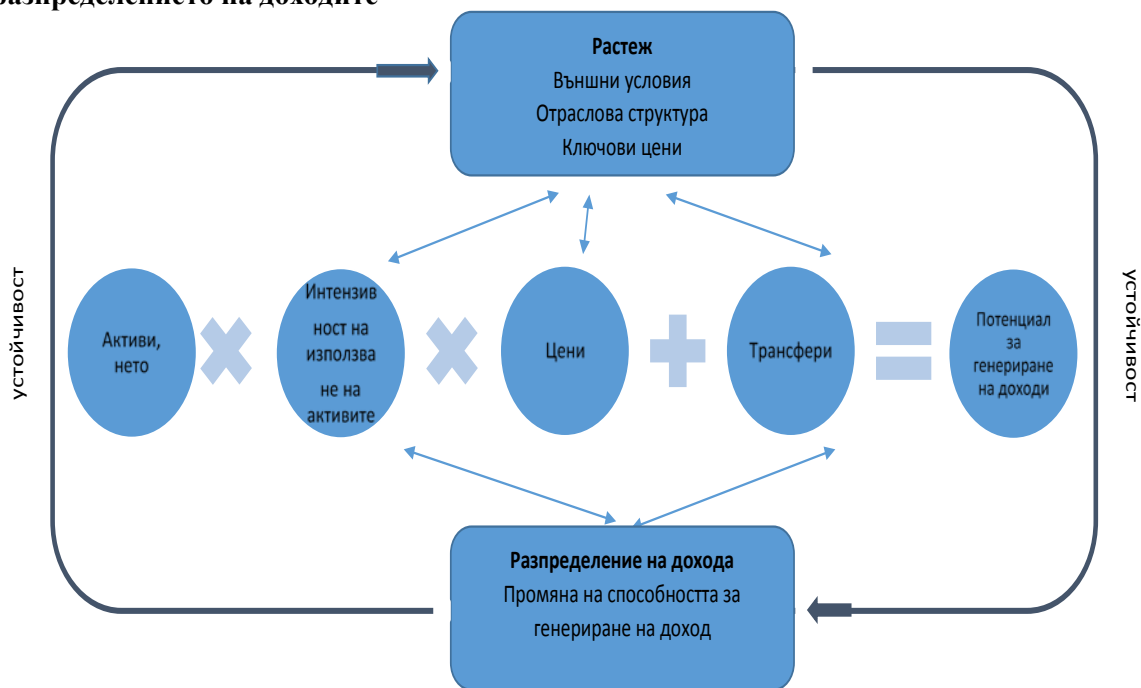 разпределението на доходите
Растеж
Външни условия
Отраслова структура
Ключови цени
устойчивост
Активи,
нето
Интензив
ност на
използва
не на
активите
Цени
Трансфери
Потенциал
за
генериране
на доходи
устойчивост
Разпределение на дохода
Промяна на способността за
генериране на доход